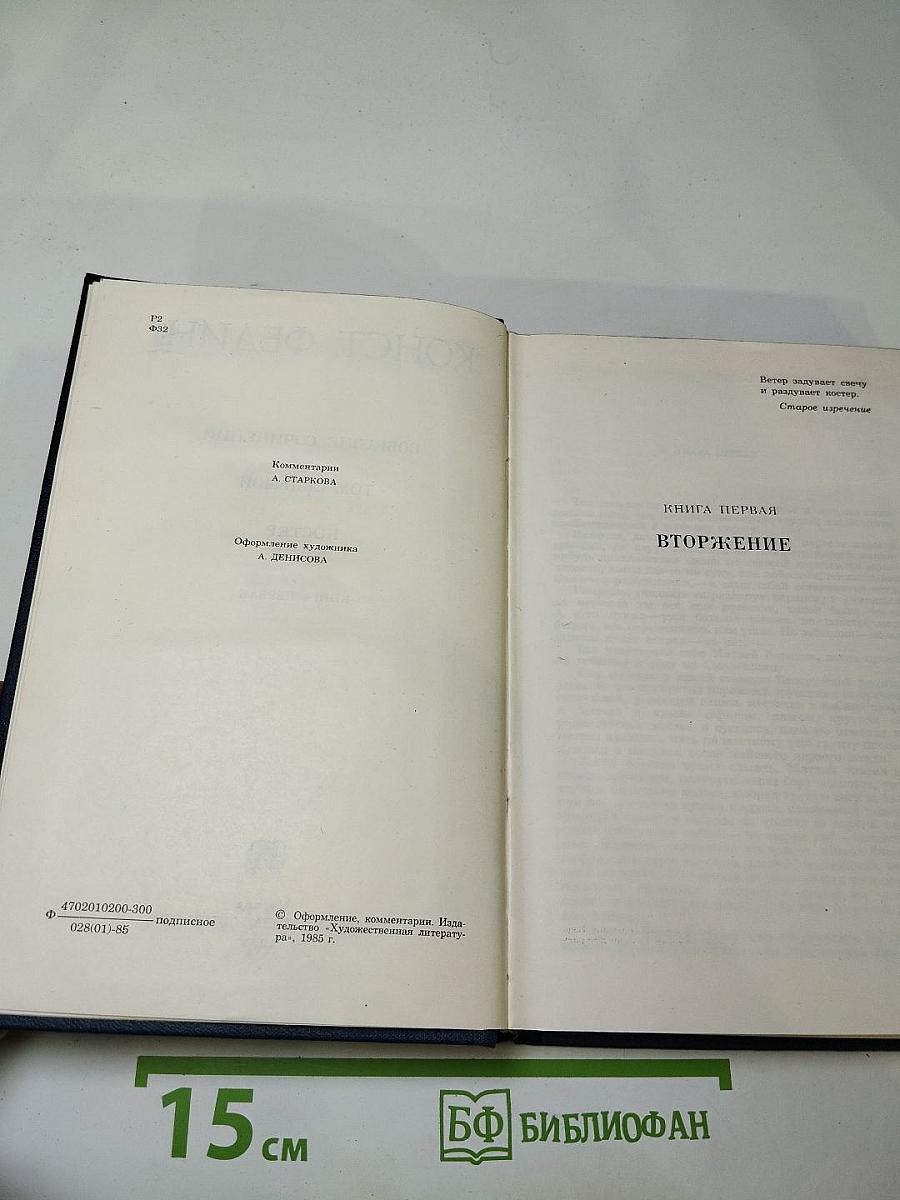 Р2
Ф32
Комментарии
А. СТАРКОВА
Оформление художника
А. ДЕНИСОВА
Ф 4702010200-300 подписное
028(01)-85
© Оформление, комментарии. Изда-
тельство «Художественная литерату-
ра», 1985 г.
Ветер задувает свечу
и раздувает костер.
Старое изречение
КНИГА ПЕРВАЯ
ВТОРЖЕНИЕ
15 см
БФ БИБЛИОФАН